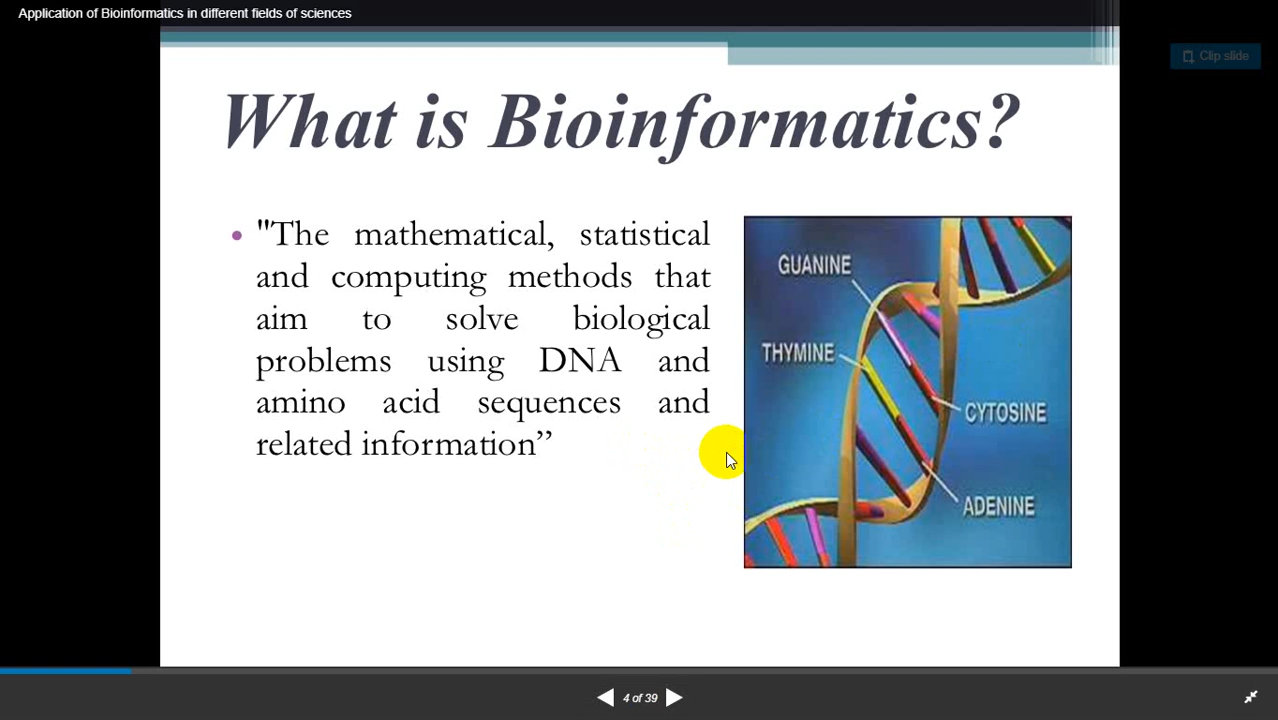 Application of Bioinformatics in different fields of sciences
Clip slide
What is Bioinformatics?
• "The mathematical, statistical
and computing methods that
aim to solve biological
problems using DNA and
amino acid sequences and
related information”
GUANINE
THYMINE
CYTOSINE
ADENINE
4 of 39